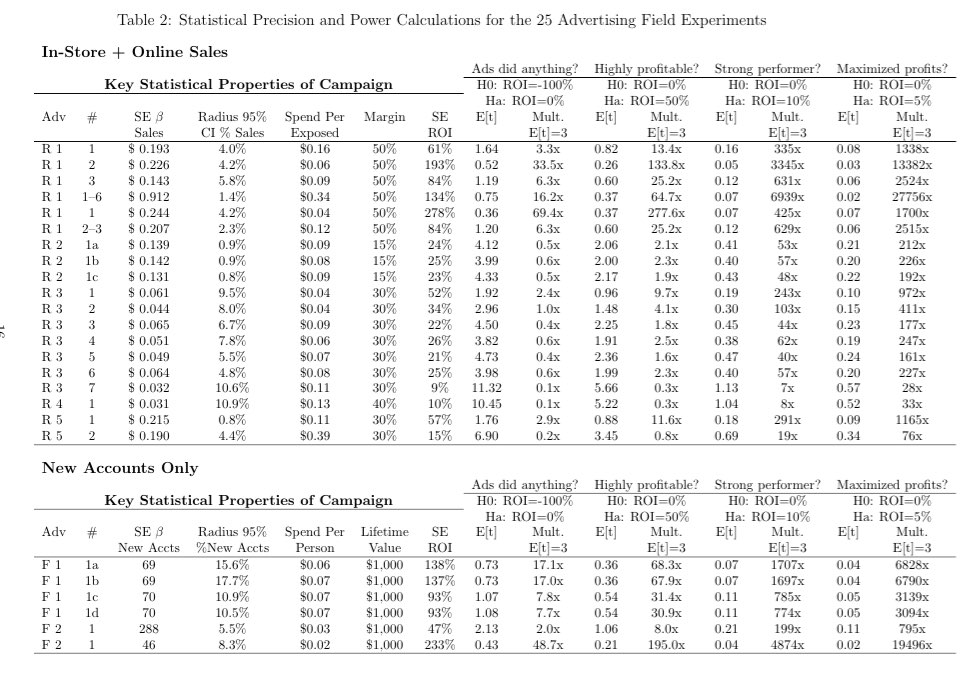 Table 2: Statistical Precision and Power Calculations for the 25 Advertising Field Experiments
In-Store + Online Sales
Ads did anything? Highly profitable? Strong performer? Maximized profits?
Key Statistical Properties of Campaign H0: ROI=-100% H0: ROI=0% H0: ROI=0% H0: ROI=0%
Ha: ROI=0% Ha: ROI=50% Ha: ROI=10% Ha: ROI=5%
Adv # SE β Radius 95% Spend Per Margin SE E[t] Mult. E[t] Mult. E[t] Mult. E[t] Mult.
Sales CI % Sales Exposed ROI E[t]=3 E[t]=3 E[t]=3 E[t]=3
R 1 1 $ 0.193 4.0% $0.16 50% 61% 1.64 3.3x 0.82 13.4x 0.16 335x 0.08 1338x
R 1 2 $ 0.226 4.2% $0.06 50% 193% 0.52 33.5x 0.26 133.8x 0.05 3345x 0.03 13382x
R 1 3 $ 0.143 5.8% $0.09 50% 84% 1.19 6.3x 0.60 25.2x 0.12 631x 0.06 2524x
R 1 1–6 $ 0.912 1.4% $0.34 50% 134% 0.75 16.2x 0.37 64.7x 0.07 6939x 0.02 27756x
R 1 1 $ 0.244 4.2% $0.04 50% 278% 0.36 69.4x 0.37 277.6x 0.07 425x 0.07 1700x
R 1 2–3 $ 0.207 2.3% $0.12 50% 84% 1.20 6.3x 0.60 25.2x 0.12 629x 0.06 2515x
R 2 1a $ 0.139 0.9% $0.09 15% 24% 4.12 0.5x 2.06 2.1x 0.41 53x 0.21 212x
R 2 1b $ 0.142 0.9% $0.08 15% 25% 3.99 0.6x 2.00 2.3x 0.40 57x 0.20 226x
R 2 1c $ 0.131 0.8% $0.09 15% 23% 4.33 0.5x 2.17 1.9x 0.43 48x 0.22 192x
R 3 1 $ 0.061 9.5% $0.04 30% 52% 1.92 2.4x 0.96 9.7x 0.19 243x 0.10 972x
R 3 2 $ 0.044 8.0% $0.04 30% 34% 2.96 1.0x 1.48 4.1x 0.30 103x 0.15 411x
R 3 3 $ 0.065 6.7% $0.09 30% 22% 4.50 0.4x 2.25 1.8x 0.45 44x 0.23 177x
R 3 4 $ 0.051 7.8% $0.06 30% 26% 3.82 0.6x 1.91 2.5x 0.38 62x 0.19 247x
R 3 5 $ 0.049 5.5% $0.07 30% 21% 4.73 0.4x 2.36 1.6x 0.47 40x 0.24 161x
R 3 6 $ 0.064 4.8% $0.08 30% 25% 3.98 0.6x 1.99 2.3x 0.40 57x 0.20 227x
R 3 7 $ 0.032 10.6% $0.11 30% 9% 11.32 0.1x 5.66 0.3x 1.13 7x 0.57 28x
R 4 1 $ 0.031 10.9% $0.13 40% 10% 10.45 0.1x 5.22 0.3x 1.04 8x 0.52 33x
R 5 1 $ 0.215 0.8% $0.11 30% 57% 1.76 2.9x 0.88 11.6x 0.18 291x 0.09 1165x
R 5 2 $ 0.190 4.4% $0.39 30% 15% 6.90 0.2x 3.45 0.8x 0.69 19x 0.34 76x
New Accounts Only
Ads did anything? Highly profitable? Strong performer? Maximized profits?
Key Statistical Properties of Campaign H0: ROI=-100% H0: ROI=0% H0: ROI=0% H0: ROI=0%
Ha: ROI=0% Ha: ROI=50% Ha: ROI=10% Ha: ROI=5%
Adv # SE β Radius 95% Spend Per Lifetime SE E[t] Mult. E[t] Mult. E[t] Mult. E[t] Mult.
New Accts %New Accts Person Value ROI E[t]=3 E[t]=3 E[t]=3 E[t]=3
F 1 1a 69 15.6% $0.06 $1,000 138% 0.73 17.1x 0.36 68.3x 0.07 1707x 0.04 6828x
F 1 1b 69 17.7% $0.07 $1,000 137% 0.73 17.0x 0.36 67.9x 0.07 1697x 0.04 6790x
F 1 1c 70 10.9% $0.07 $1,000 93% 1.07 7.8x 0.54 31.4x 0.11 785x 0.05 3139x
F 1 1d 70 10.5% $0.07 $1,000 93% 1.08 7.7x 0.54 30.9x 0.11 774x 0.05 3094x
F 2 1 288 5.5% $0.03 $1,000 47% 2.13 2.0x 1.06 8.0x 0.21 199x 0.11 795x
F 2 1 46 8.3% $0.02 $1,000 233% 0.43 48.7x 0.21 195.0x 0.04 4874x 0.02 19496x